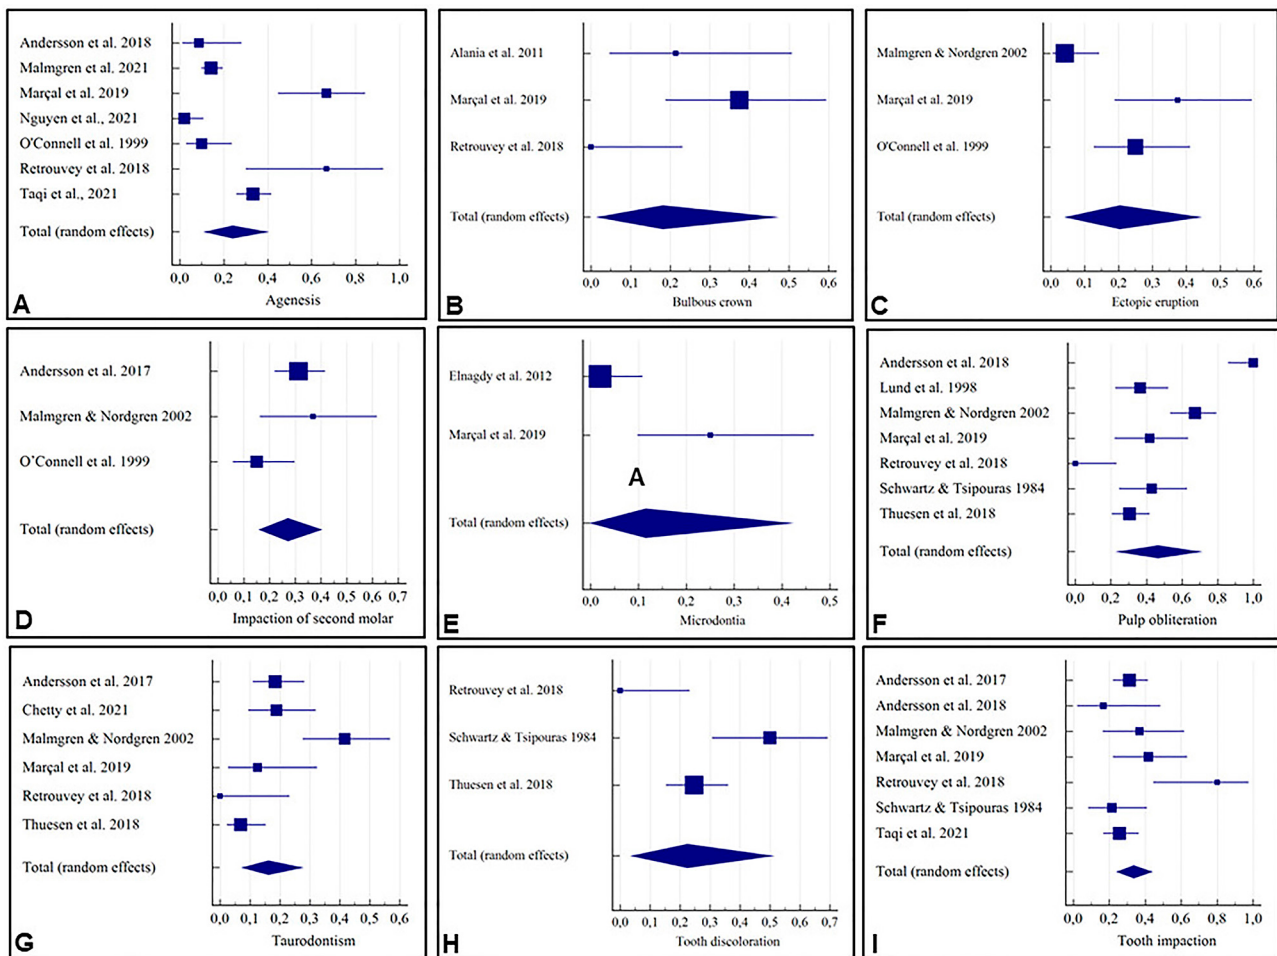 Andersson et al. 2018
Malmgren et al. 2021
Marçal et al. 2019
Nguyen et al., 2021
O'Connell et al. 1999
Retrouvey et al. 2018
Taqi et al., 2021
Total (random effects)
0,0 0,2 0,4 0,6 0,8 1,0
Agenesis
A
Alania et al. 2011
Marçal et al. 2019
Retrouvey et al. 2018
Total (random effects)
0,0 0,1 0,2 0,3 0,4 0,5 0,6
Bulbous crown
B
Malmgren & Nordgren 2002
Marçal et al. 2019
O'Connell et al. 1999
Total (random effects)
0,0 0,1 0,2 0,3 0,4 0,5 0,6
Ectopic eruption
C
Andersson et al. 2017
Malmgren & Nordgren 2002
O'Connell et al. 1999
Total (random effects)
0,0 0,1 0,2 0,3 0,4 0,5 0,6 0,7
Impaction of second molar
D
Elnagdy et al. 2012
Marçal et al. 2019
A
Total (random effects)
0,0 0,1 0,2 0,3 0,4 0,5
Microdontia
E
Andersson et al. 2018
Lund et al. 1998
Malmgren & Nordgren 2002
Marçal et al. 2019
Retrouvey et al. 2018
Schwartz & Tsipouras 1984
Thuesen et al. 2018
Total (random effects)
0,0 0,2 0,4 0,6 0,8 1,0
Pulp obliteration
F
Andersson et al. 2017
Chetty et al. 2021
Malmgren & Nordgren 2002
Marçal et al. 2019
Retrouvey et al. 2018
Thuesen et al. 2018
Total (random effects)
0,0 0,1 0,2 0,3 0,4 0,5 0,6
Taurodontism
G
Retrouvey et al. 2018
Schwartz & Tsipouras 1984
Thuesen et al. 2018
Total (random effects)
0,0 0,1 0,2 0,3 0,4 0,5 0,6 0,7
Tooth discoloration
H
Andersson et al. 2017
Andersson et al. 2018
Malmgren & Nordgren 2002
Marçal et al. 2019
Retrouvey et al. 2018
Schwartz & Tsipouras 1984
Taqi et al. 2021
Total (random effects)
0,0 0,2 0,4 0,6 0,8 1,0
Tooth impaction
I